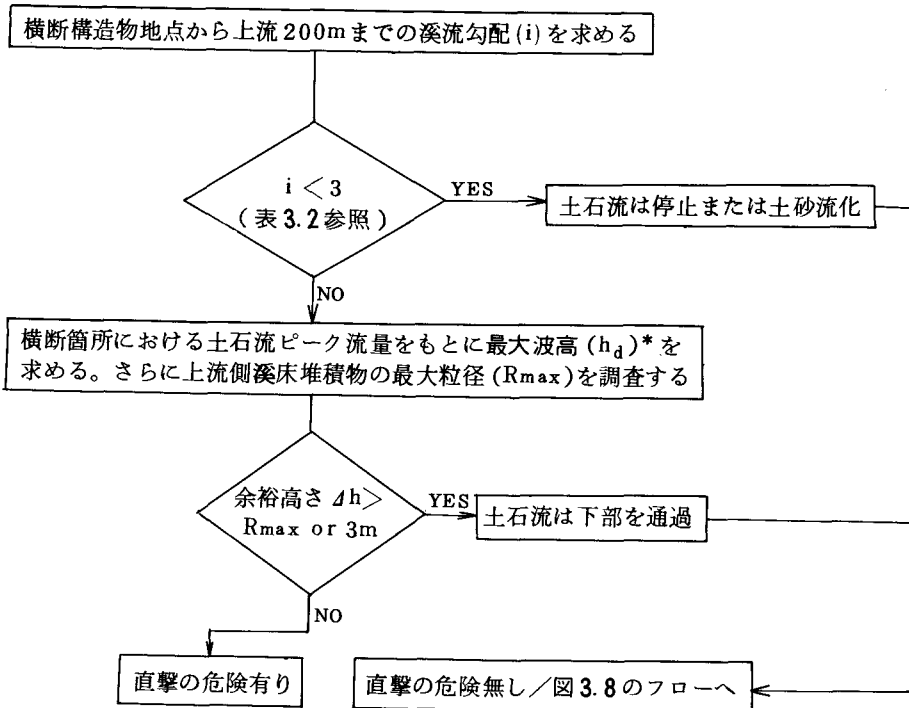 横断構造物地点から上流200mまでの溪流勾配(i)を求める
i <3
(表3.2参照)
YES
土石流は停止または土砂流化
NO
横断箇所における土石流ピーク流量をもとに最大波高(hd)*を
求める。さらに上流側溪床堆積物の最大粒径(Rmax)を調査する
余裕高さ Δh>
Rmax or 3m
YES
土石流は下部を通過
NO
直撃の危険有り
直撃の危険無し/図3.8のフローへ